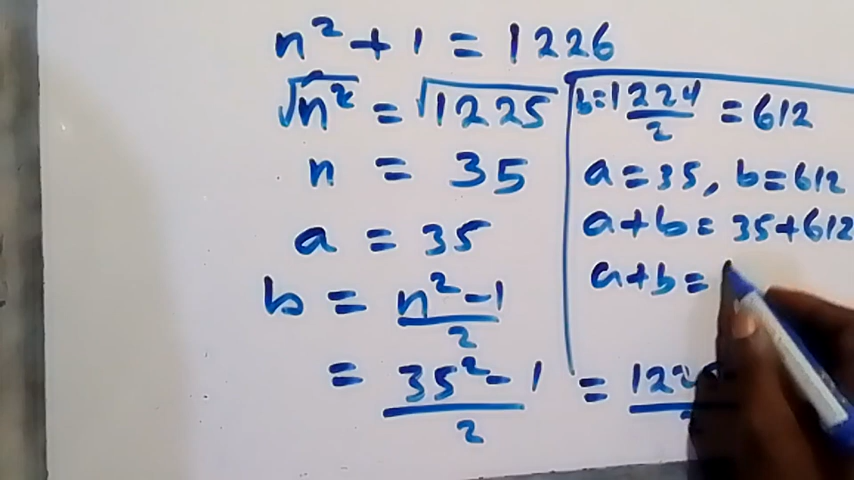 n² + 1 = 1226
√n² = √1225
n = 35
a = 35
b = n² - 1 / 2
= 35² - 1 / 2 =
b = 1224 / 2 = 612
a = 35, b = 612
a + b = 35 + 612
a + b =